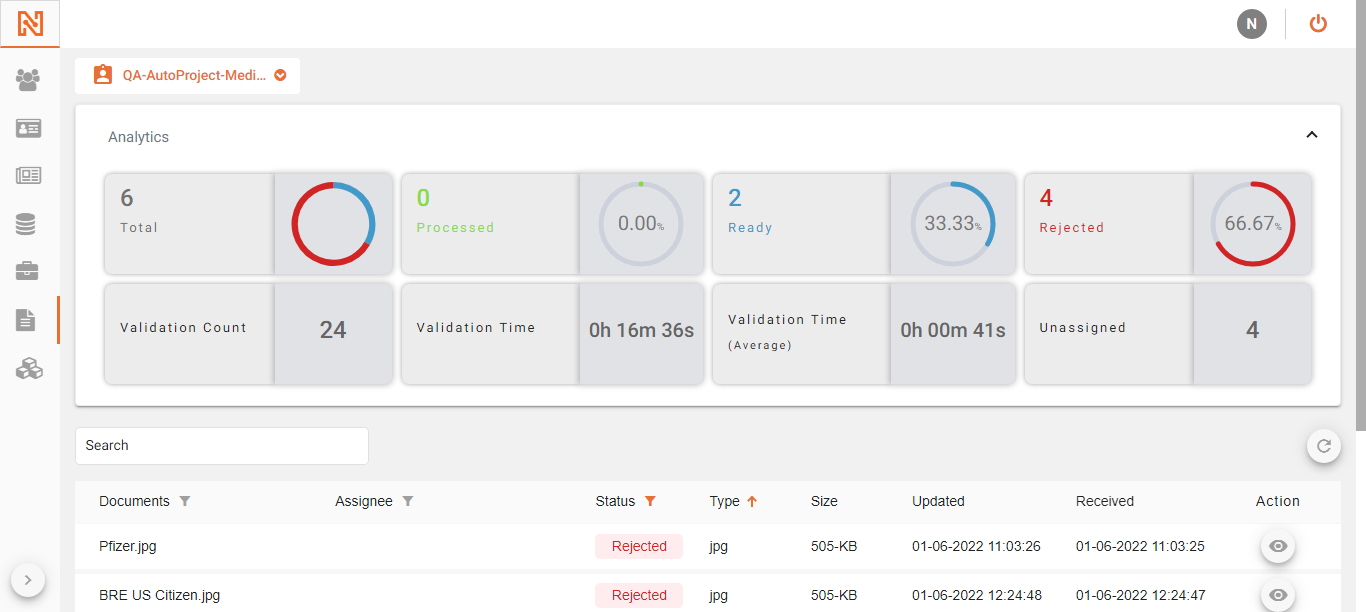 N
QA-AutoProject-Medi...
Analytics
6
Total
0
Processed
0.00%
2
Ready
33.33%
4
Rejected
66.67%
Validation Count
24
Validation Time
0h 16m 36s
Validation Time
(Average)
0h 00m 41s
Unassigned
4
Search
Documents Assignee Status Type Size Updated Received Action
Pfizer.jpg Rejected jpg 505-KB 01-06-2022 11:03:26 01-06-2022 11:03:25
BRE US Citizen.jpg Rejected jpg 505-KB 01-06-2022 12:24:48 01-06-2022 12:24:47